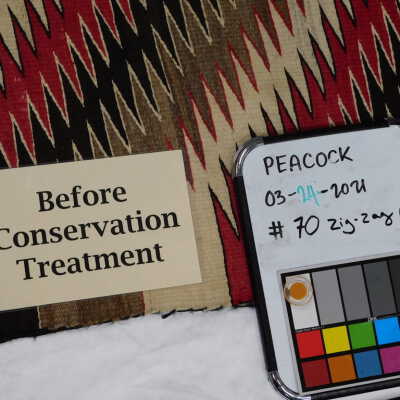 Before
Conservation
Treatment
PEACOCK
03-24-2021
# 70 Zig-Zag